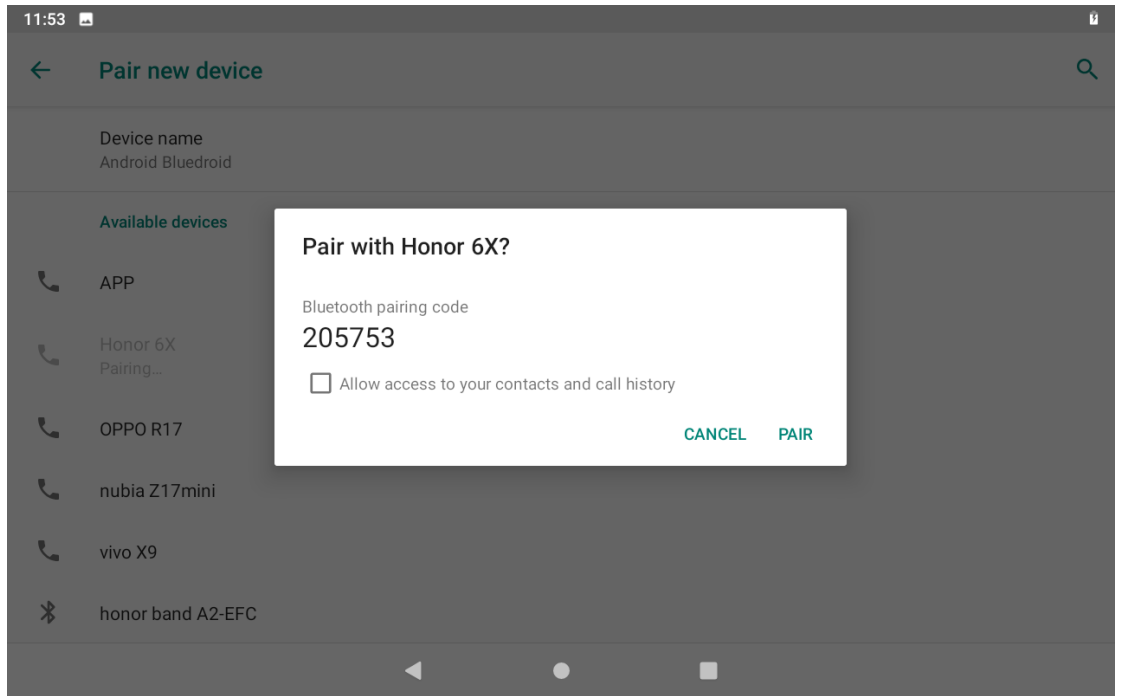 11:53
Pair new device
Device name
Android Bluedroid
Available devices
APP
Honor 6X
Pairing…
OPPO R17
nubia Z17mini
vivo X9
honor band A2-EFC
Pair with Honor 6X?
Bluetooth pairing code
205753
Allow access to your contacts and call history
CANCEL PAIR